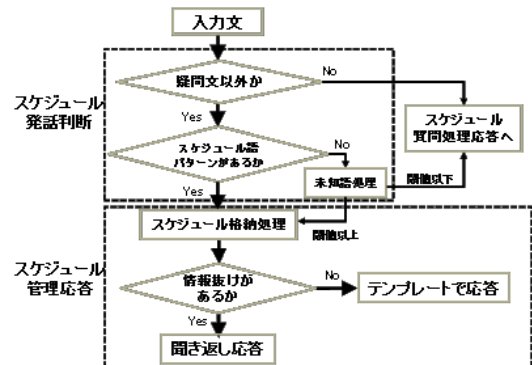 入力文
疑問文以外か
No
スケジュール
発話判断
スケジュール
質問処理応答へ
Yes
スケジュール語
パターンがあるか
No
未知語処理
閾値以下
Yes
スケジュール格納処理
閾値以上
スケジュール
管理応答
情報抜けが
あるか
No
テンプレートで応答
Yes
聞き返し応答